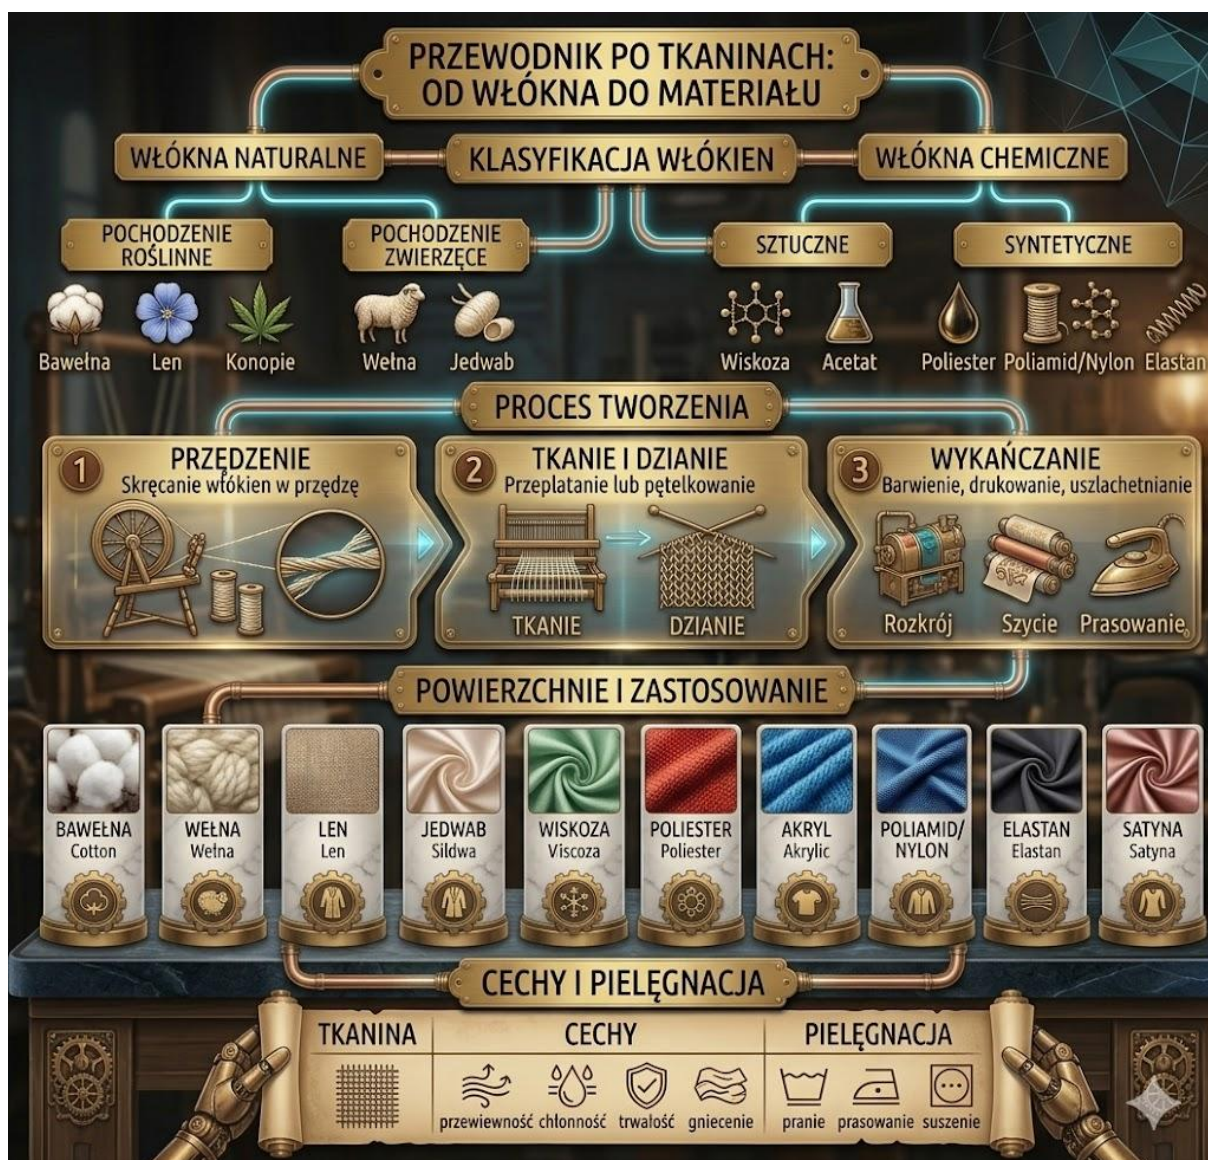 PRZEWODNIK PO TKANINACH:
OD WŁÓKNA DO MATERIAŁU
WŁÓKNA NATURALNE
KLASYFIKACJA WŁÓKIEN
WŁÓKNA CHEMICZNE
POCHODZENIE
ROŚLINNE
POCHODZENIE
ZWIERZĘCE
SZTUCZNE
SYNTETYCZNE
Bawełna
Len
Konopie
Wełna
Jedwab
Wiskoza
Acetat
Poliester
Poliamid/Nylon
Elastan
PROCES TWORZENIA
1
PRZĘDZENIE
Skręcanie włókien w przędzę
2
TKANIE I DZIANIE
Przeplatanie lub pętelkowanie
TKANIE
DZIANIE
3
WYKAŃCZANIE
Barwienie, drukowanie, uszlachetnianie
Rozkrój
Szycie
Prasowanie
POWIERZCHNIE I ZASTOSOWANIE
BAWEŁNA
Cotton
WEŁNA
Wełna
LEN
Len
JEDWAB
Sildwa
WISKOZA
Viscoza
POLIESTER
Poliester
AKRYL
Akrylic
POLIAMID/
NYLON
ELASTAN
Elastan
SATYNA
Satyna
CECHY I PIELĘGNACJA
TKANINA
CECHY
przewiewność
chłonność
trwałość
gniecenie
PIELĘGNACJA
pranie
prasowanie
suszenie